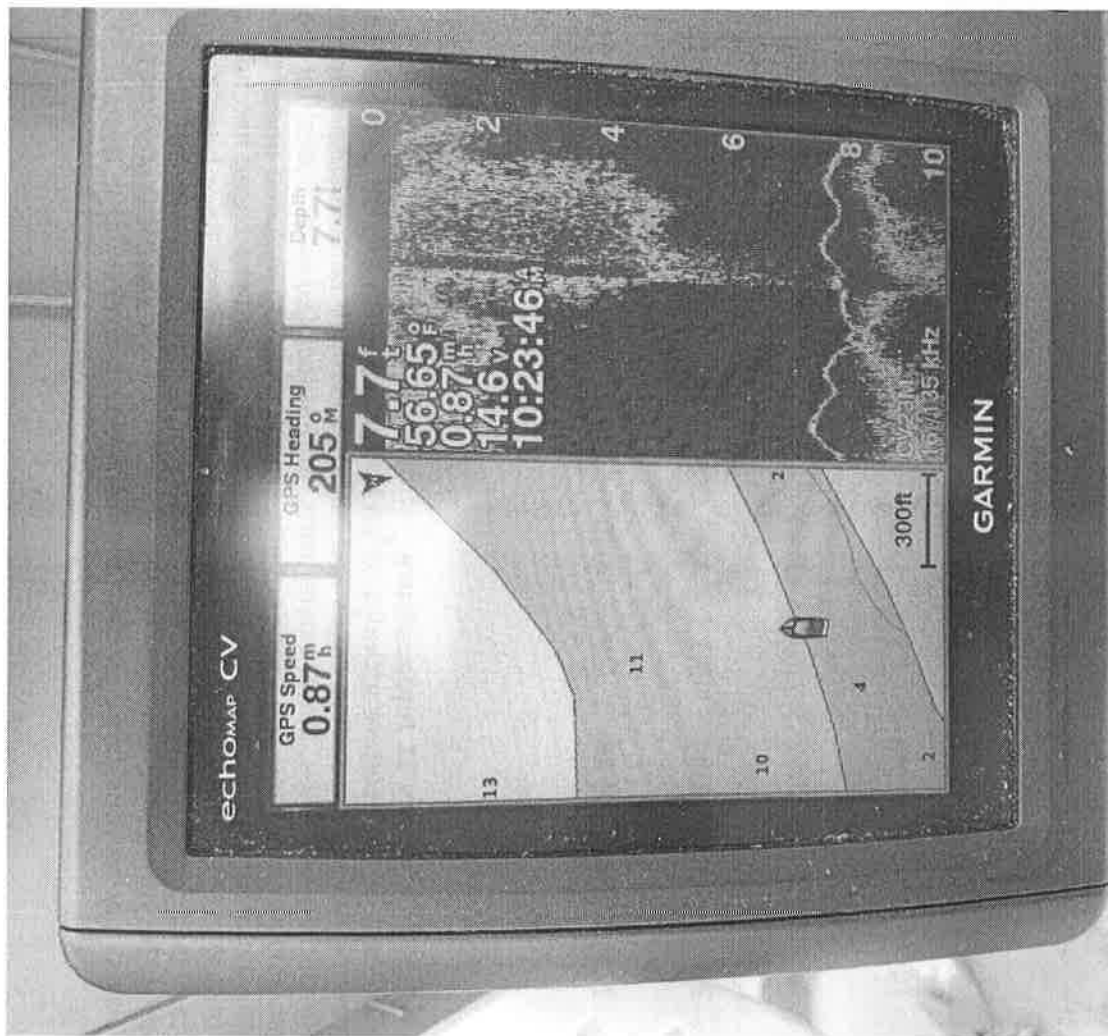 echoMAP CV
GPS Speed
0.87mh
GPS Heading
205°M
Depth
7.7ft
13
11
10
4
2
2
300ft
7.7ft
56.65°F
0.87mh
14.6V
10:23:46AM
0
2
4
6
8
10
GARMIN